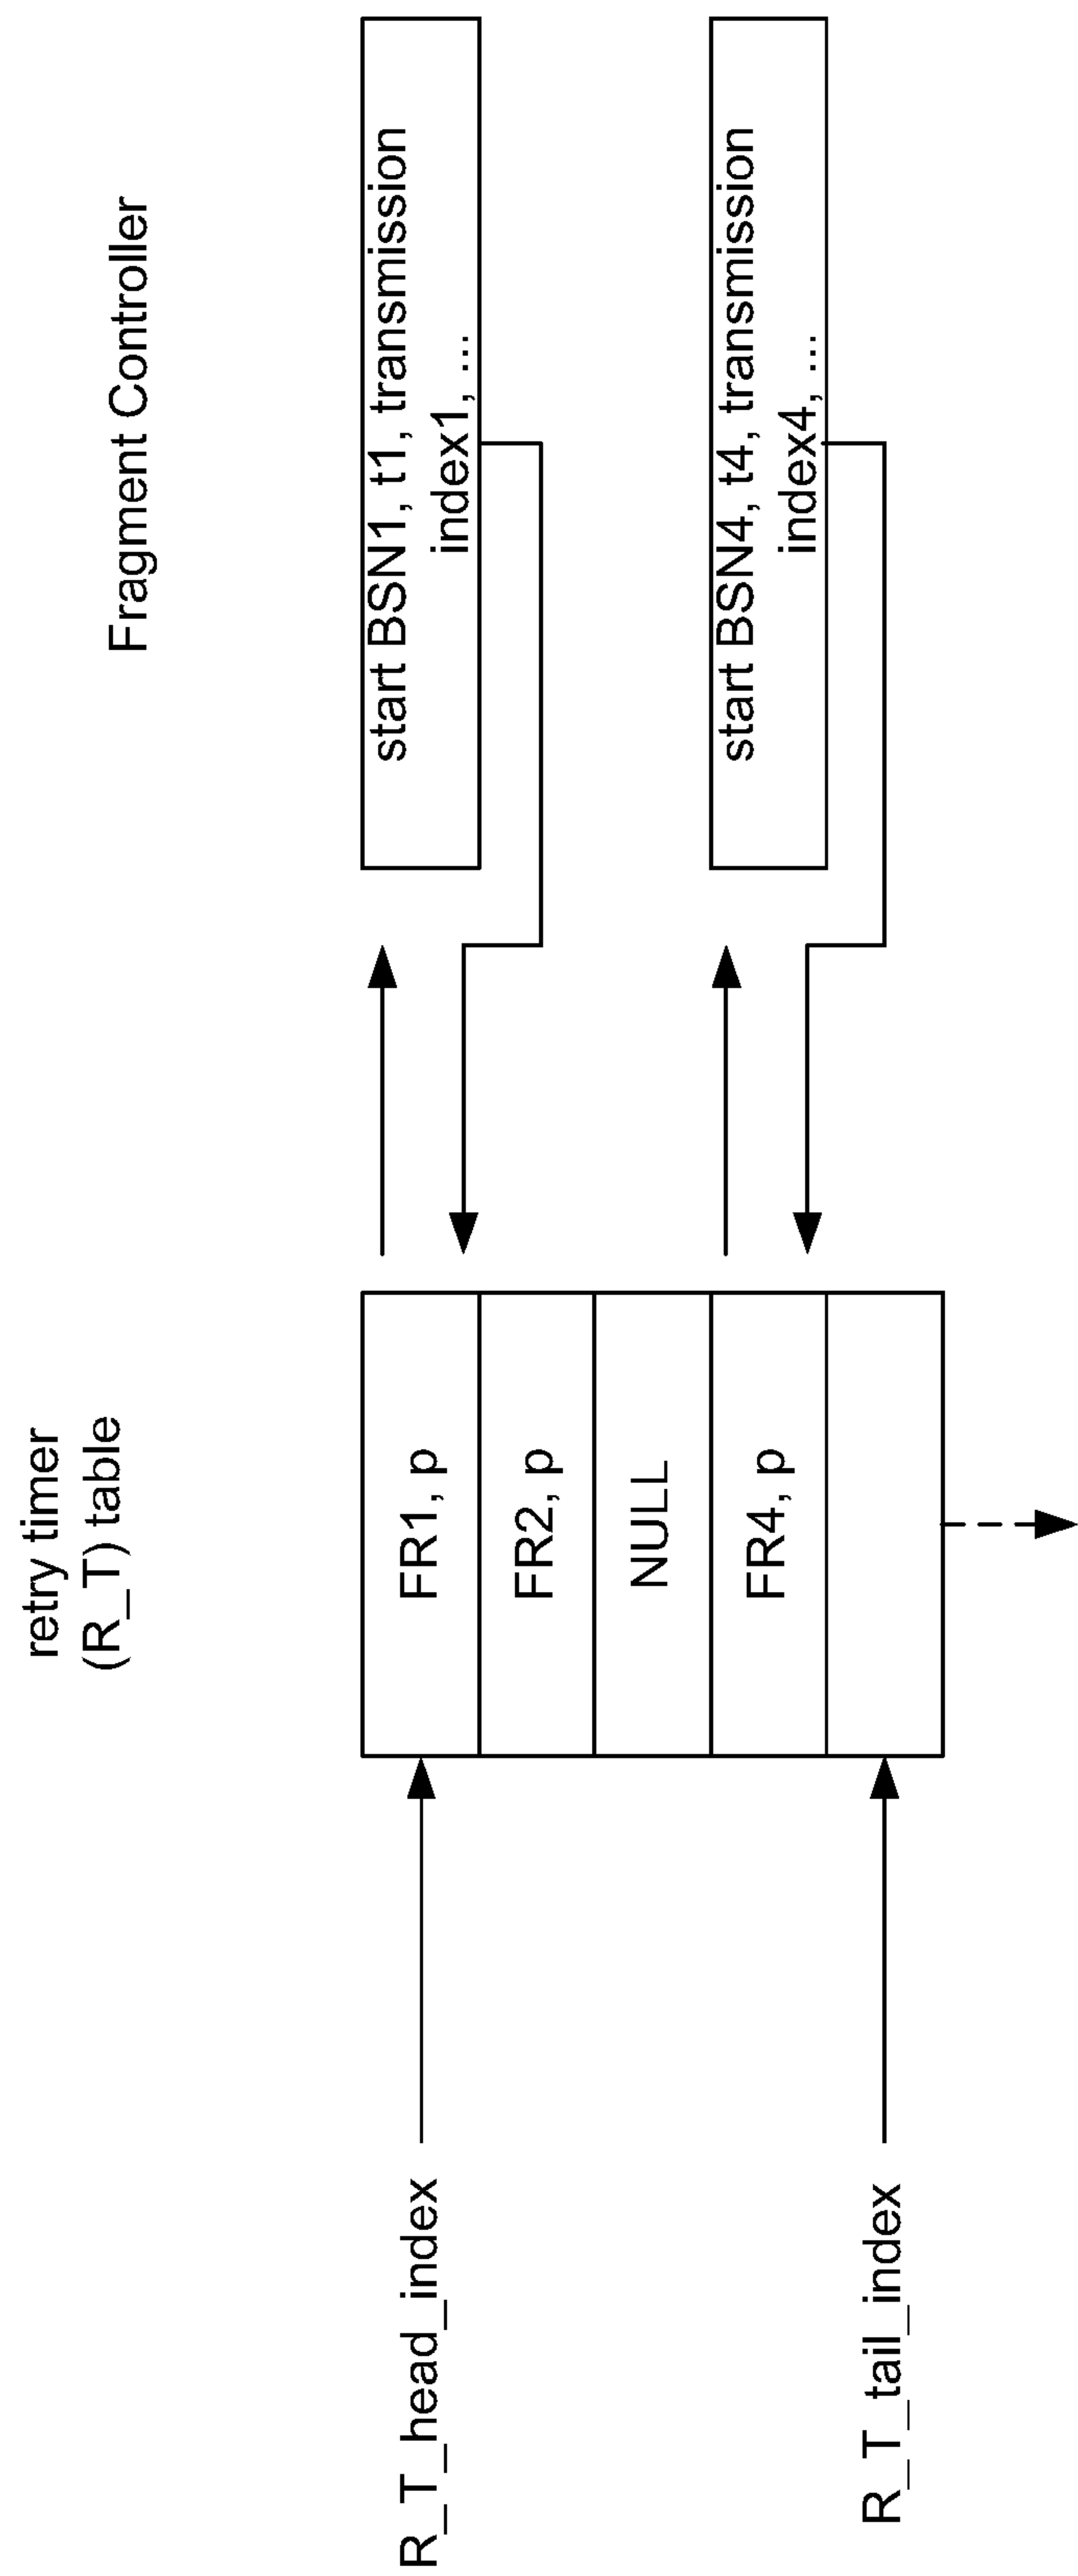 retry timer
(R_T) table
Fragment Controller
R_T_head_index
FR1, p
start BSN1, t1, transmission
index1, ...
FR2, p
NULL
FR4, p
start BSN4, t4, transmission
index4, ...
R_T_tail_index